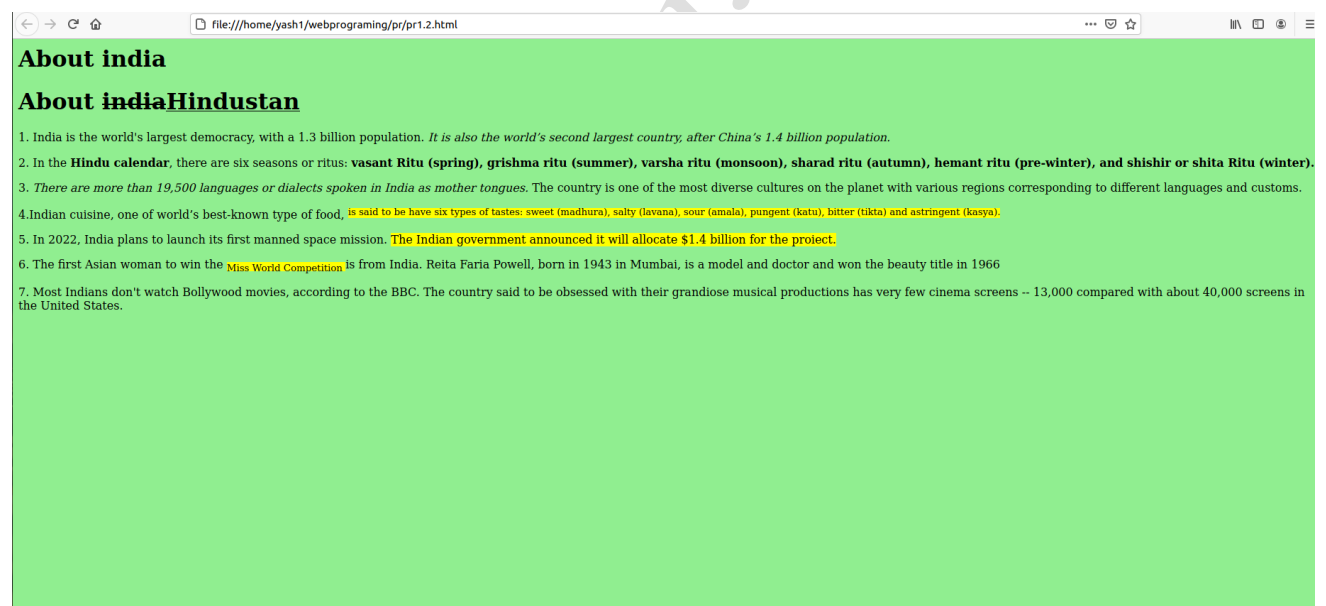 file:///home/yash1/webprograming/pr/pr1.2.html
About india
About indiaHindustan
1. India is the world's largest democracy, with a 1.3 billion population. It is also the world’s second largest country, after China’s 1.4 billion population.
2. In the Hindu calendar, there are six seasons or ritus: vasant Ritu (spring), grishma ritu (summer), varsha ritu (monsoon), sharad ritu (autumn), hemant ritu (pre-winter), and shishir or shita Ritu (winter).
3. There are more than 19,500 languages or dialects spoken in India as mother tongues. The country is one of the most diverse cultures on the planet with various regions corresponding to different languages and customs.
4.Indian cuisine, one of world’s best-known type of food, is said to be have six types of tastes: sweet (madhura), salty (lavana), sour (amala), pungent (katu), bitter (tikta) and astringent (kasya).
5. In 2022, India plans to launch its first manned space mission. The Indian government announced it will allocate $1.4 billion for the project.
6. The first Asian woman to win the Miss World Competition is from India. Reita Faria Powell, born in 1943 in Mumbai, is a model and doctor and won the beauty title in 1966
7. Most Indians don't watch Bollywood movies, according to the BBC. The country said to be obsessed with their grandiose musical productions has very few cinema screens -- 13,000 compared with about 40,000 screens in
the United States.